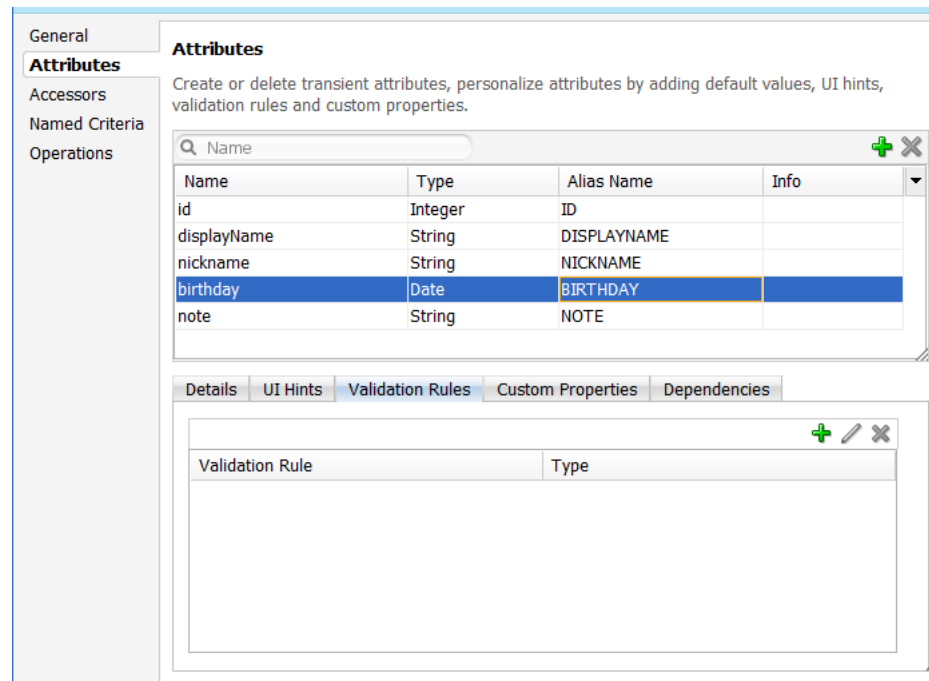 General
Attributes
Accessors
Named Criteria
Operations
Attributes
Create or delete transient attributes, personalize attributes by adding default values, UI hints,
validation rules and custom properties.
Name
Name Type Alias Name Info
id Integer ID
displayName String DISPLAYNAME
nickname String NICKNAME
birthday Date BIRTHDAY
note String NOTE
Details UI Hints Validation Rules Custom Properties Dependencies
Validation Rule Type